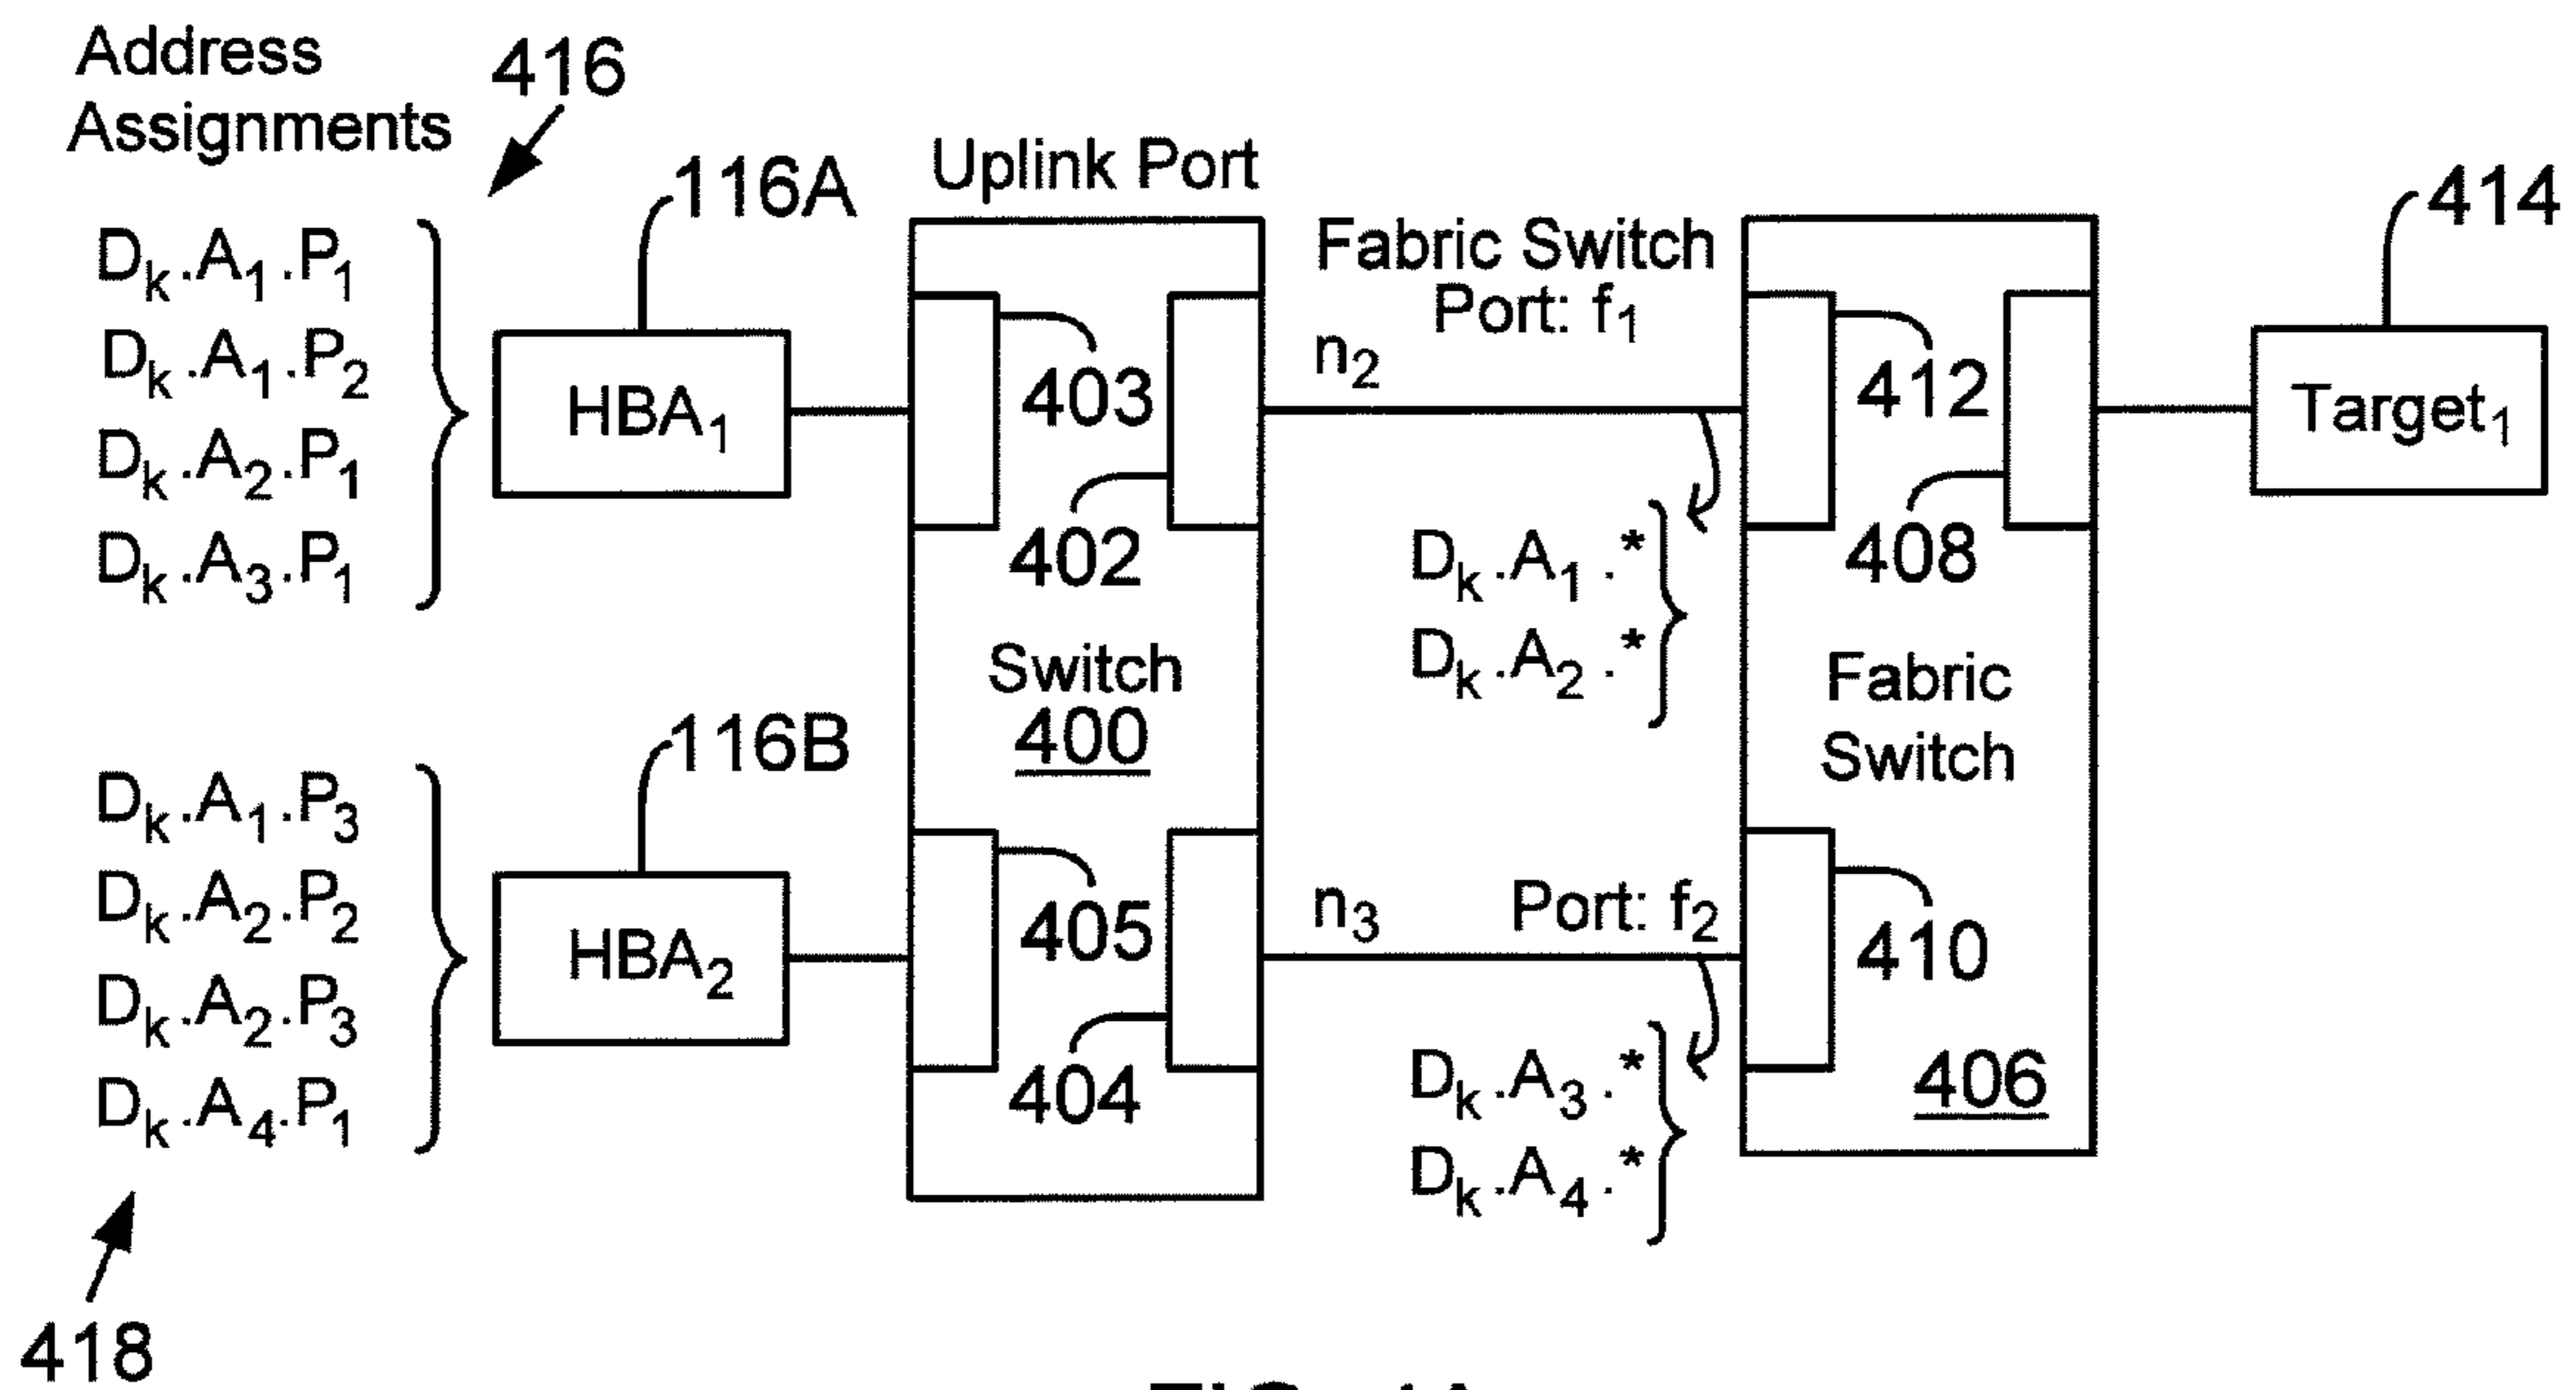 Address
Assignments
416
116A
Uplink Port
414
Dk.A1.P1
Dk.A1.P2
Dk.A2.P1
Dk.A3.P1
HBA1
403
402
Fabric Switch
Port: f1
n2
412
408
Target1
Dk.A1.*
Dk.A2.*
Switch
400
Fabric
Switch
116B
Dk.A1.P3
Dk.A2.P2
Dk.A2.P3
Dk.A4.P1
HBA2
405
404
n3
Port: f2
410
406
Dk.A3.*
Dk.A4.*
418